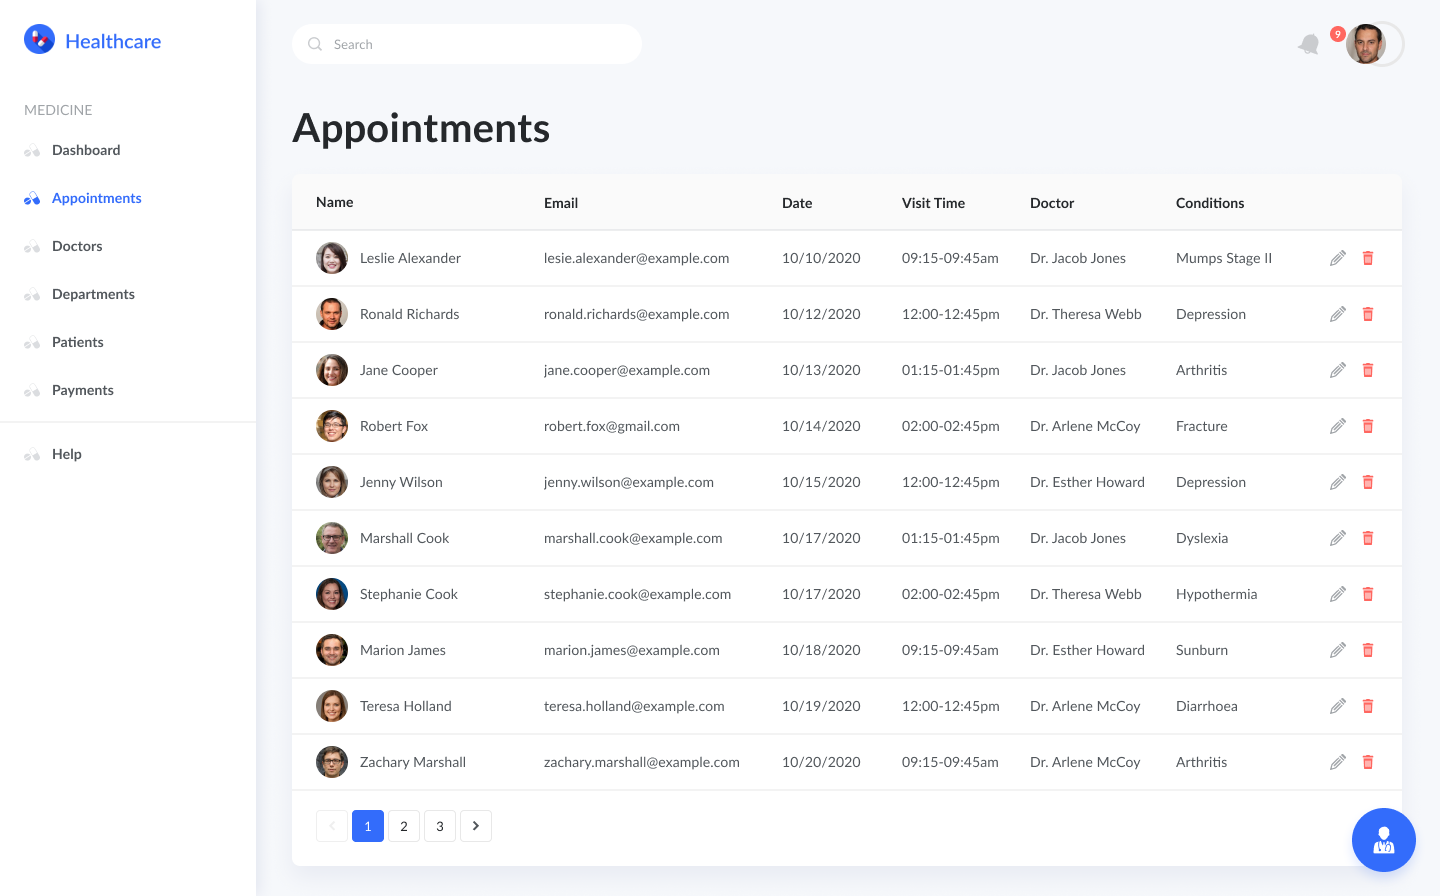 Healthcare
Search
9
MEDICINE
Dashboard
Appointments
Doctors
Departments
Patients
Payments
Help
Appointments
Name Email Date Visit Time Doctor Conditions
Leslie Alexander lesie.alexander@example.com 10/10/2020 09:15-09:45am Dr. Jacob Jones Mumps Stage II
Ronald Richards ronald.richards@example.com 10/12/2020 12:00-12:45pm Dr. Theresa Webb Depression
Jane Cooper jane.cooper@example.com 10/13/2020 01:15-01:45pm Dr. Jacob Jones Arthritis
Robert Fox robert.fox@gmail.com 10/14/2020 02:00-02:45pm Dr. Arlene McCoy Fracture
Jenny Wilson jenny.wilson@example.com 10/15/2020 12:00-12:45pm Dr. Esther Howard Depression
Marshall Cook marshall.cook@example.com 10/17/2020 01:15-01:45pm Dr. Jacob Jones Dyslexia
Stephanie Cook stephanie.cook@example.com 10/17/2020 02:00-02:45pm Dr. Theresa Webb Hypothermia
Marion James marion.james@example.com 10/18/2020 09:15-09:45am Dr. Esther Howard Sunburn
Teresa Holland teresa.holland@example.com 10/19/2020 12:00-12:45pm Dr. Arlene McCoy Diarrhoea
Zachary Marshall zachary.marshall@example.com 10/20/2020 09:15-09:45am Dr. Arlene McCoy Arthritis
1 2 3